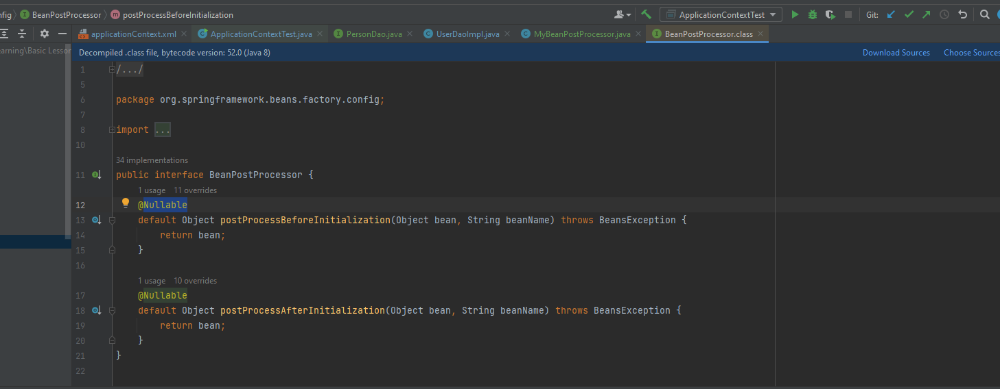 nfig BeanPostProcessor postProcessBeforeInitialization ApplicationContextTest Git:
applicationContext.xml ApplicationContextTest.java PersonDao.java UserDaoImpl.java MyBeanPostProcessor.java BeanPostProcessor.class
earning\Basic Lesson
Decompiled .class file, bytecode version: 52.0 (Java 8) Download Sources Choose Sources
1 /.../
5
6 package org.springframework.beans.factory.config;
7
8 import ...
10
34 implementations
11 public interface BeanPostProcessor {
1 usage 11 overrides
12 @Nullable
13 default Object postProcessBeforeInitialization(Object bean, String beanName) throws BeansException {
14 return bean;
15 }
16
1 usage 10 overrides
17 @Nullable
18 default Object postProcessAfterInitialization(Object bean, String beanName) throws BeansException {
19 return bean;
20 }
21 }
22